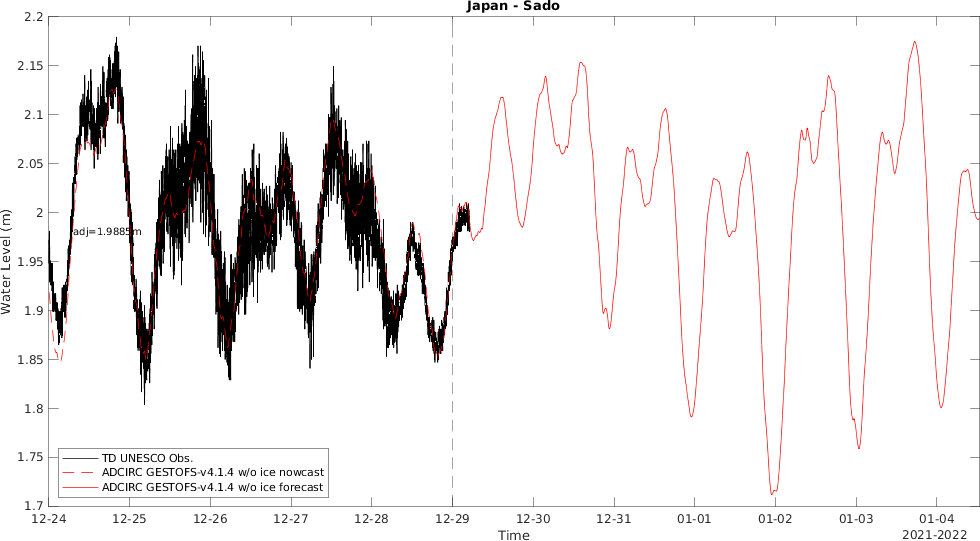 Japan - Sado
Water Level (m)
2.2
2.15
2.1
2.05
2
1.95
1.9
1.85
1.8
1.75
1.7
adj=1.9885m
TD UNESCO Obs.
ADCIRC GESTOFS-v4.1.4 w/o ice nowcast
ADCIRC GESTOFS-v4.1.4 w/o ice forecast
12-24 12-25 12-26 12-27 12-28 12-29 12-30 12-31 01-01 01-02 01-03 01-04
Time
2021-2022